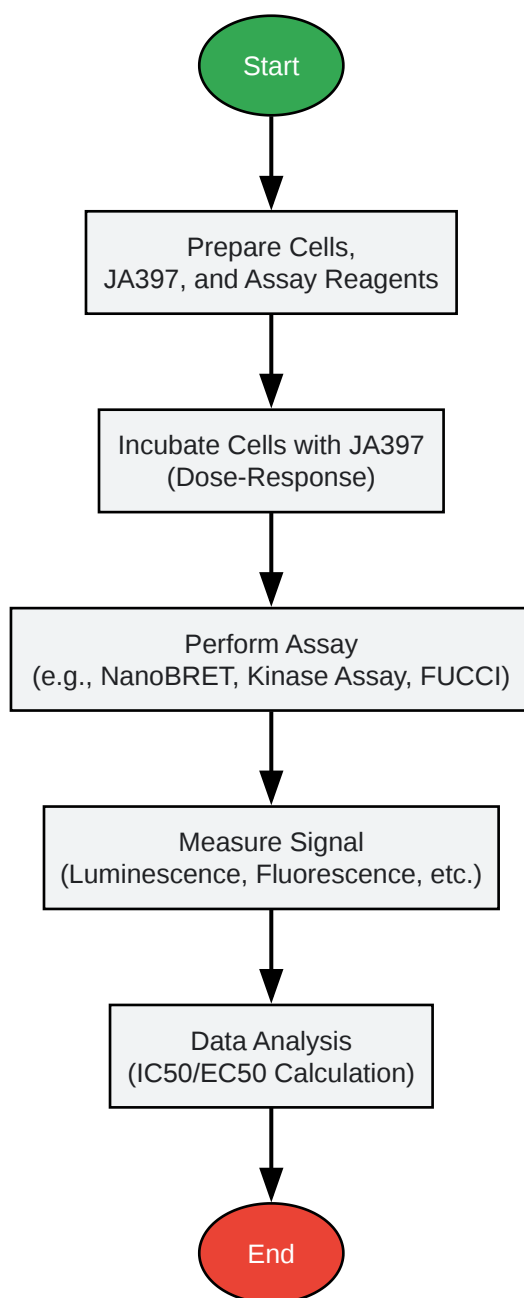 Start
Prepare Cells,
JA397, and Assay Reagents
Incubate Cells with JA397
(Dose-Response)
Perform Assay
(e.g., NanoBRET, Kinase Assay, FUCCI)
Measure Signal
(Luminescence, Fluorescence, etc.)
Data Analysis
(IC50/EC50 Calculation)
End